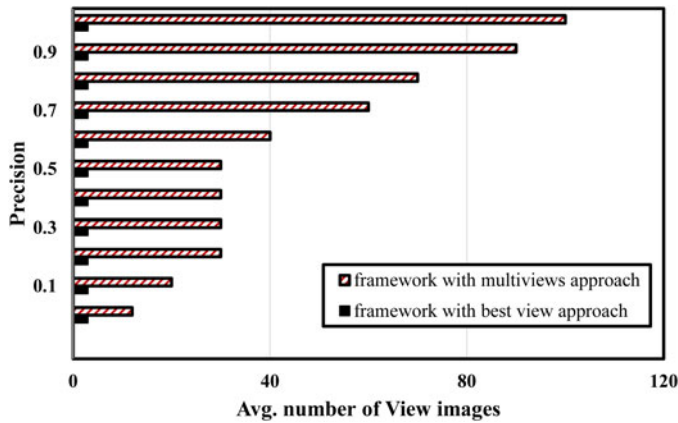 0.9
0.7
0.5
0.3
0.1
Precision
framework with multiviews approach
framework with best view approach
0 40 80 120
Avg. number of View images